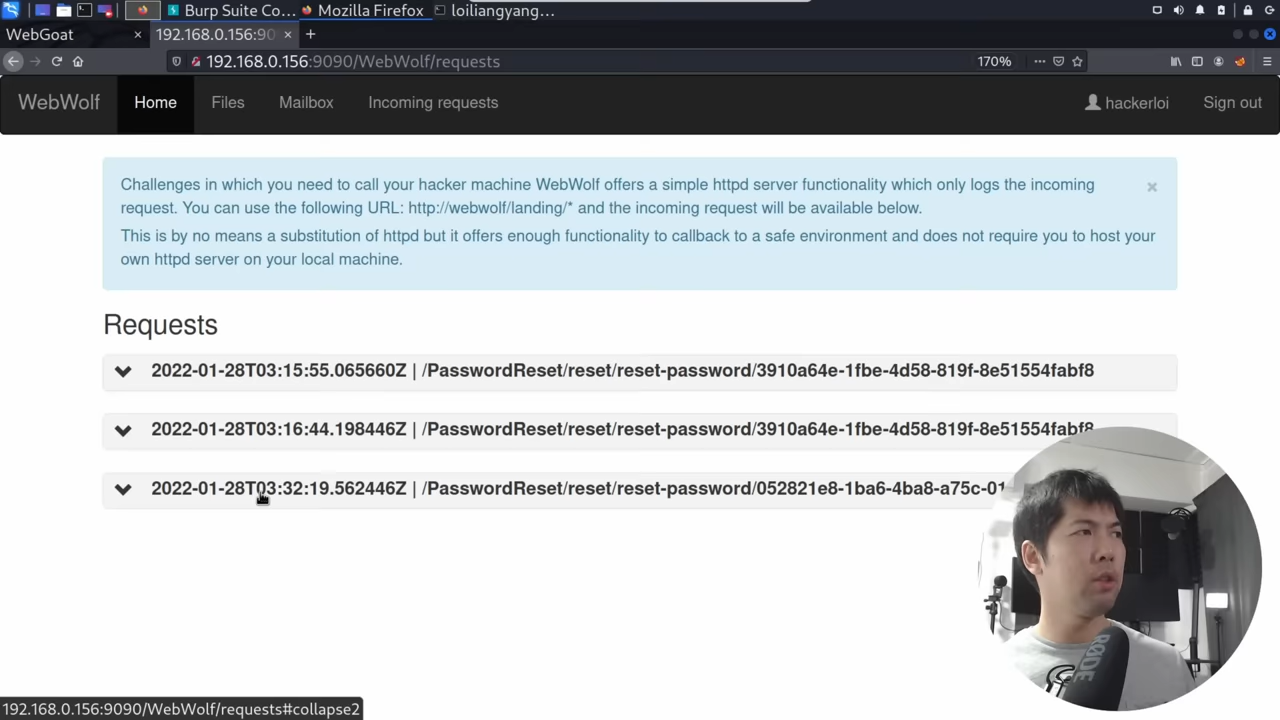 Burp Suite Co...
Mozilla Firefox
loiliangyang...
WebGoat
192.168.0.156:90
192.168.0.156:9090/WebWolf/requests
170%
WebWolf
Home
Files
Mailbox
Incoming requests
hackerloi
Sign out
Challenges in which you need to call your hacker machine WebWolf offers a simple httpd server functionality which only logs the incoming
request. You can use the following URL: http://webwolf/landing/* and the incoming request will be available below.
This is by no means a substitution of httpd but it offers enough functionality to callback to a safe environment and does not require you to host your
own httpd server on your local machine.
Requests
2022-01-28T03:15:55.065660Z | /PasswordReset/reset/reset-password/3910a64e-1fbe-4d58-819f-8e51554fabf8
2022-01-28T03:16:44.198446Z | /PasswordReset/reset/reset-password/3910a64e-1fbe-4d58-819f-8e51554fabf8
2022-01-28T03:32:19.562446Z | /PasswordReset/reset/reset-password/052821e8-1ba6-4ba8-a75c-01
RØDE
192.168.0.156:9090/WebWolf/requests#collapse2